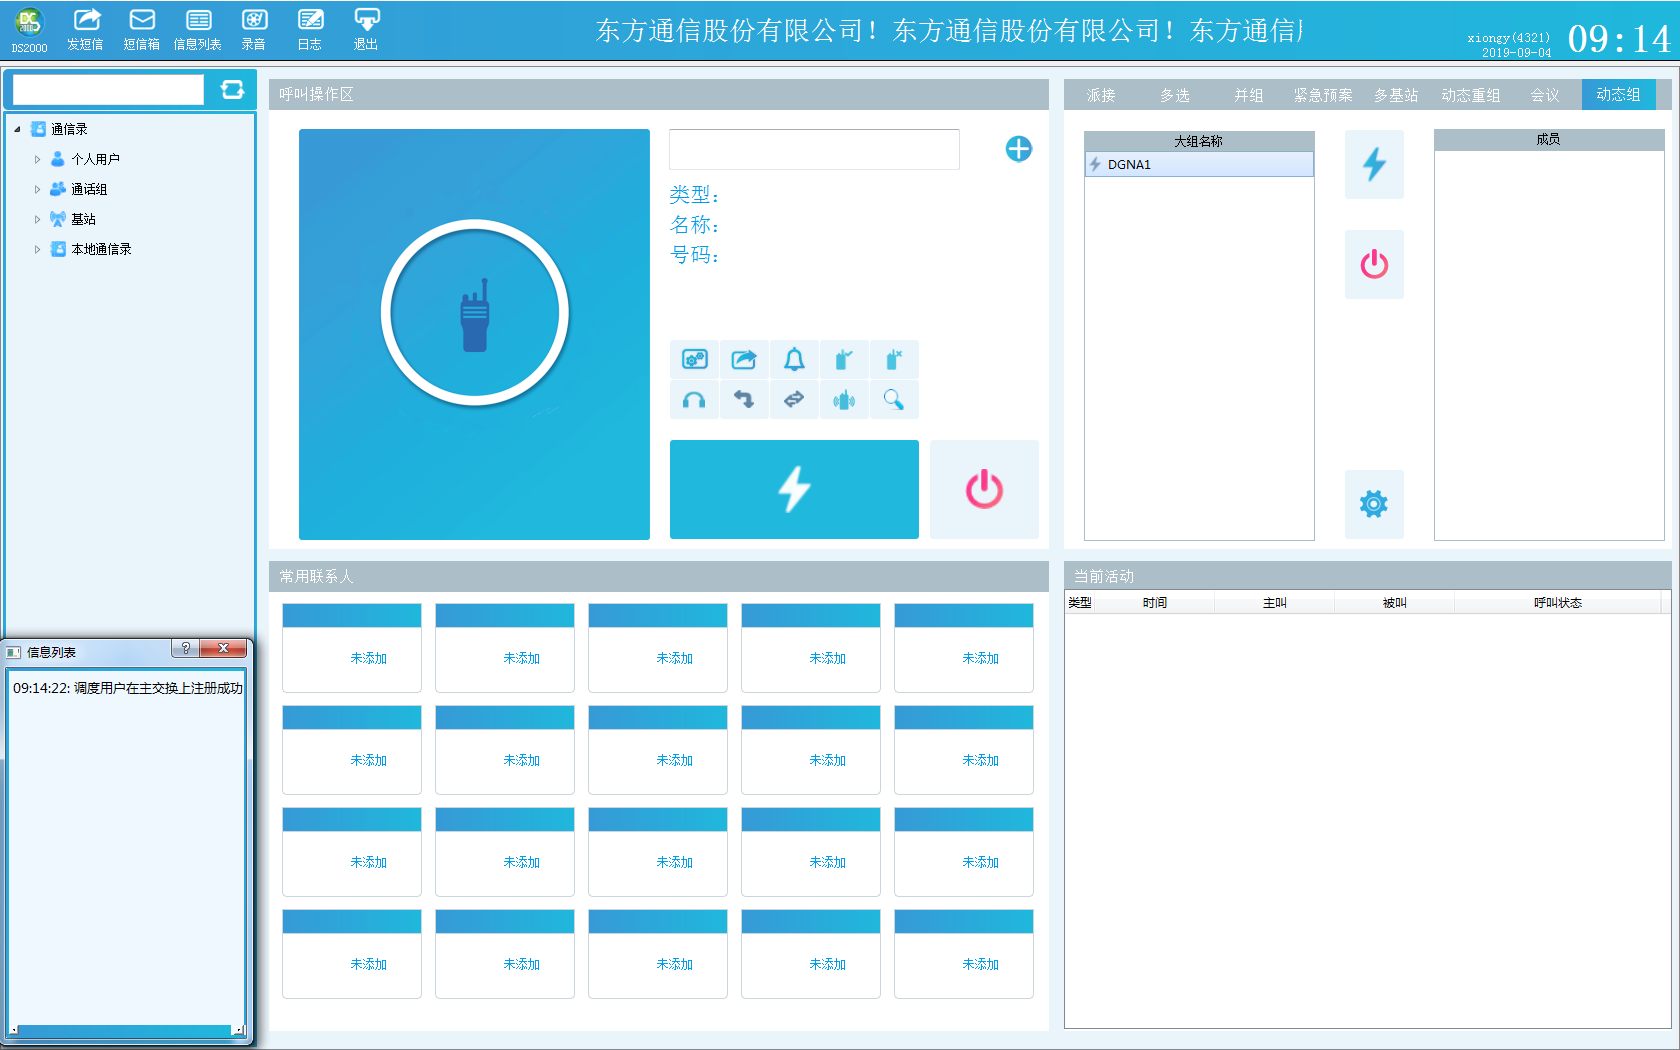 DS2000
发短信
短信箱
信息列表
录音
日志
退出
东方通信股份有限公司！东方通信股份有限公司！东方通信
xiongy(4321)
2019-09-04
09:14
通信录
个人用户
通话组
基站
本地通信录
呼叫操作区
类型：
名称：
号码：
派接 多选 并组 紧急预案 多基站 动态重组 会议 动态组
大组名称
DGNA1
成员
常用联系人
未添加 未添加 未添加 未添加 未添加
未添加 未添加 未添加 未添加 未添加
未添加 未添加 未添加 未添加 未添加
未添加 未添加 未添加 未添加 未添加
当前活动
类型 时间 主叫 被叫 呼叫状态
信息列表
09:14:22: 调度用户在主交换上注册成功